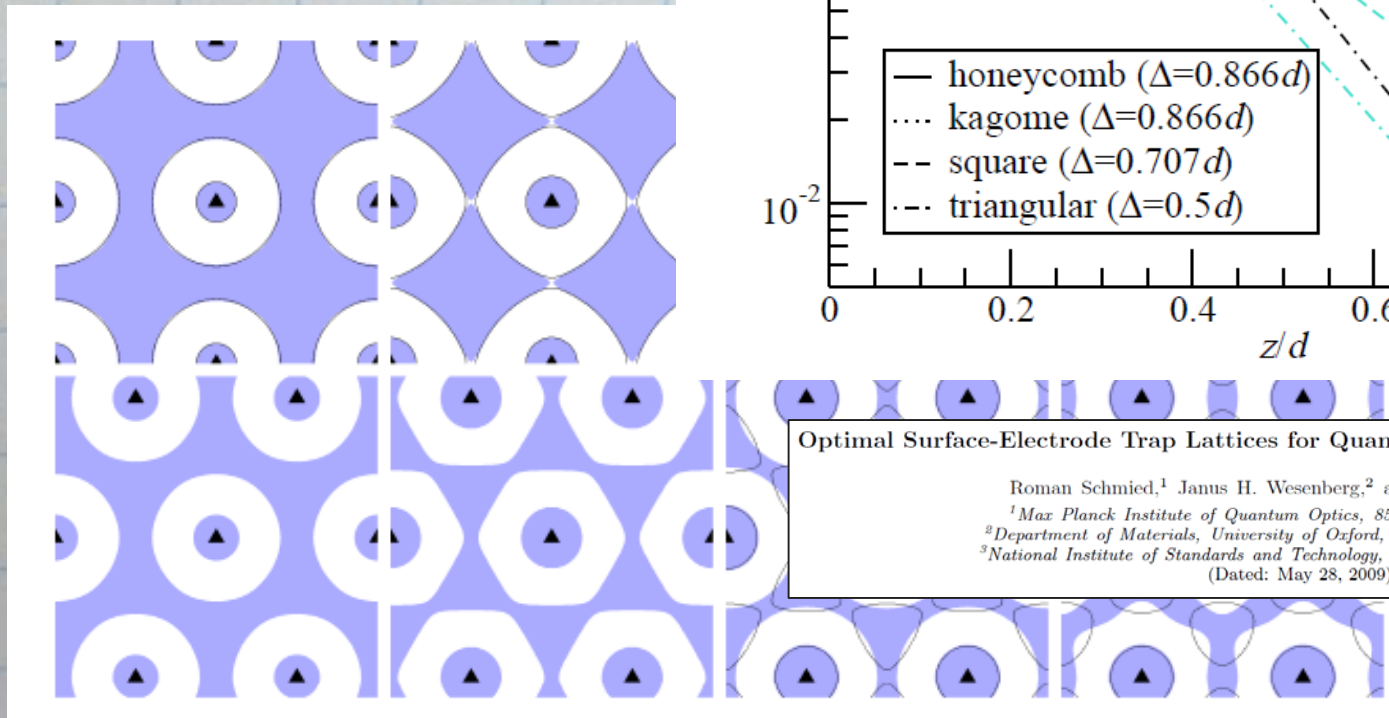 honeycomb (Δ=0.866d)
kagome (Δ=0.866d)
square (Δ=0.707d)
triangular (Δ=0.5d)
10⁻²
0 0.2 0.4
z/d
Optimal Surface-Electrode Trap Lattices for
Roman Schmied,¹ Janus H. Wesenberg,²
¹Max Planck Institute of Quantum Optics,
²Department of Materials, University of Oxford,
³National Institute of Standards and Technology,
(Dated: May 28, 2009)